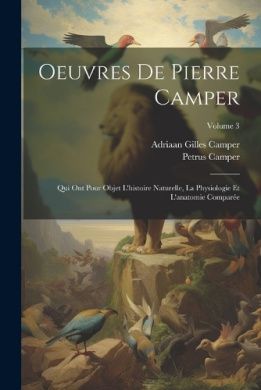 Oeuvres De Pierre
Camper
Volume 3
Adriaan Gilles Camper
Petrus Camper
Qui Ont Pour Objet L'histoire Naturelle, La Physiologie Et
L'anatomie Comparée